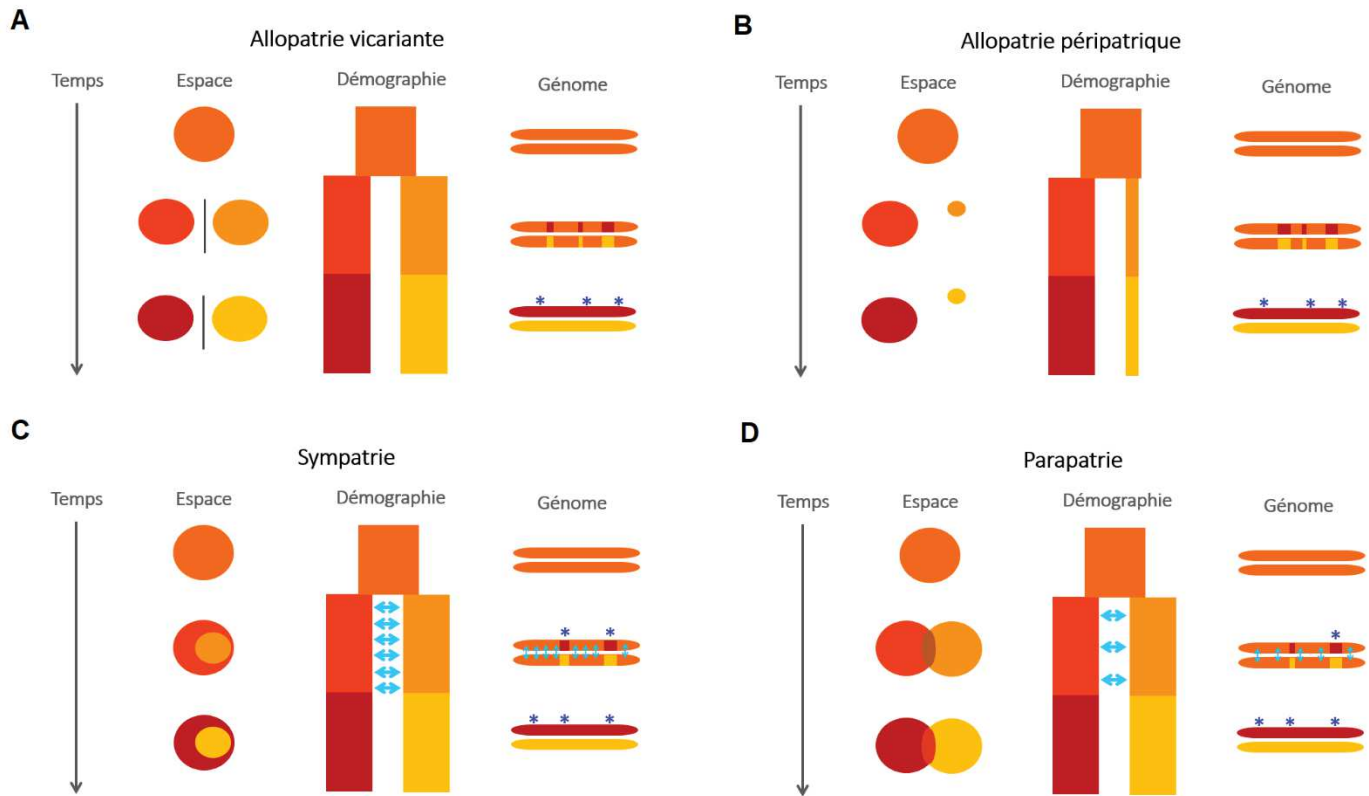 A
Allopatrie vicariante
Temps
Espace
Démographie
Génome
* * *
B
Allopatrie péripatrique
Temps
Espace
Démographie
Génome
* * *
C
Sympatrie
Temps
Espace
Démographie
Génome
* *
* * *
D
Parapatrie
Temps
Espace
Démographie
Génome
*
* * *